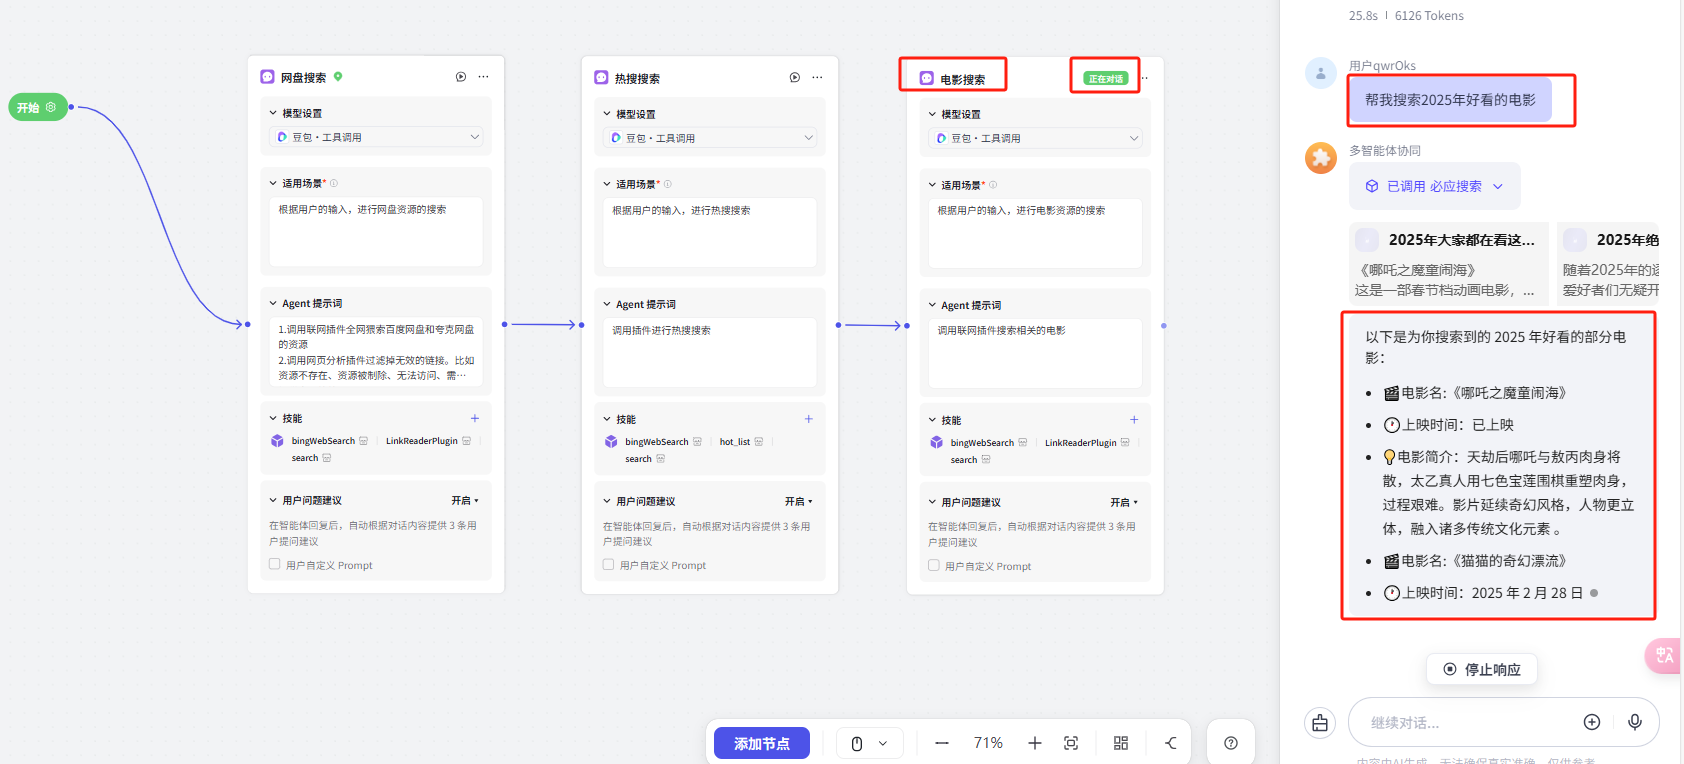 开始
网盘搜索
模型设置
豆包·工具调用
适用场景*
根据用户的输入，进行网盘资源的搜索
Agent 提示词
1.调用联网插件全网猥索百度网盘和夸克网盘
的资源
2.调用网页分析插件过滤掉无效的链接。比如
资源不存在、资源被制除、无法访问、需…
技能
bingWebSearch
LinkReaderPlugin
search
用户问题建议
开启
在智能体回复后，自动根据对话内容提供 3 条用
户提问建议
用户自定义 Prompt
热搜搜索
模型设置
豆包·工具调用
适用场景*
根据用户的输入，进行热搜搜索
Agent 提示词
调用插件进行热搜搜索
技能
bingWebSearch
hot_list
search
用户问题建议
开启
在智能体回复后，自动根据对话内容提供 3 条用
户提问建议
用户自定义 Prompt
电影搜索
正在对话
模型设置
豆包·工具调用
适用场景*
根据用户的输入，进行电影资源的搜索
Agent 提示词
调用联网插件搜索相关的电影
技能
bingWebSearch
LinkReaderPlugin
search
用户问题建议
开启
在智能体回复后，自动根据对话内容提供 3 条用
户提问建议
用户自定义 Prompt
添加节点
71%
25.8s | 6126 Tokens
用户qwrOks
帮我搜索2025年好看的电影
多智能体协同
已调用 必应搜索
2025年大家都在看这...
《哪吒之魔童闹海》
这是一部春节档动画电影，...
2025年绝
随着2025年的
爱好者们无疑开
以下是为你搜索到的 2025 年好看的部分电
影：
• 🎬电影名:《哪吒之魔童闹海》
• 🕐上映时间：已上映
• 💡电影简介：天劫后哪吒与敖丙肉身将
散，太乙真人用七色宝莲围棋重塑肉身，
过程艰难。影片延续奇幻风格，人物更立
体，融入诸多传统文化元素 。
• 🎬电影名:《猫猫的奇幻漂流》
• 🕐上映时间：2025 年 2 月 28 日
中A
停止响应
继续对话...
内容由AI生成，无法确保真实准确，仅供参考